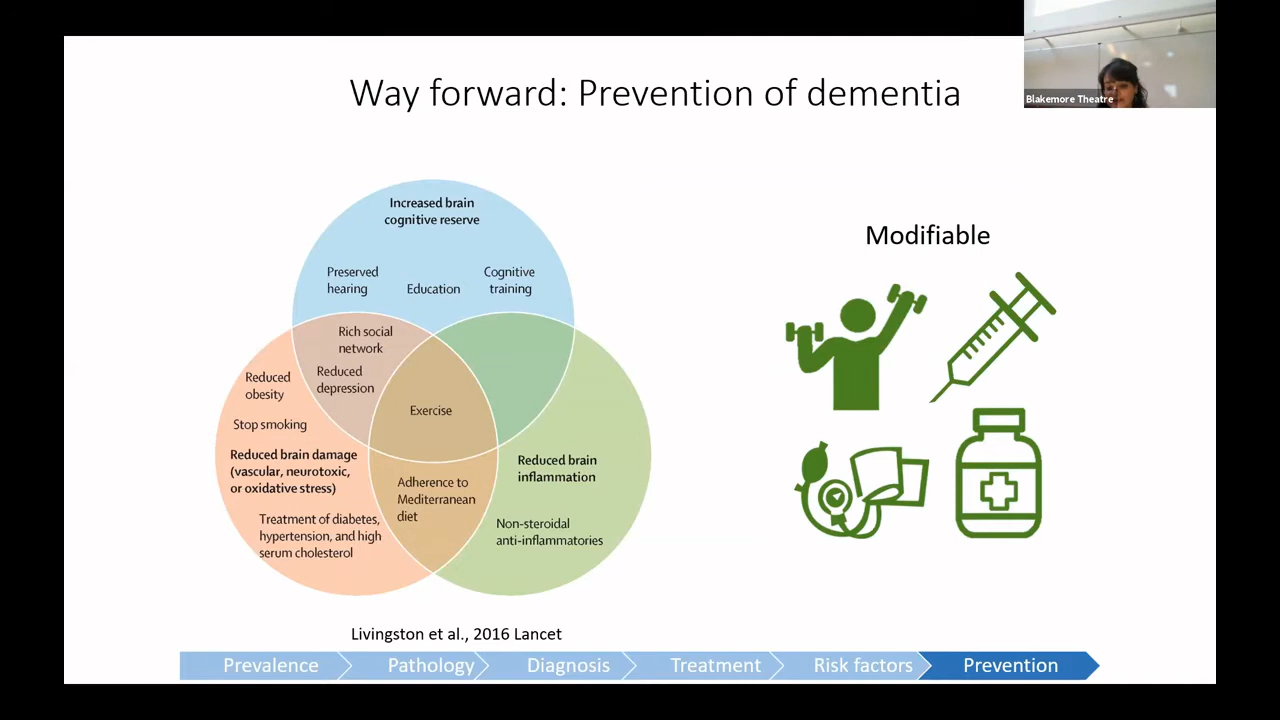 Way forward: Prevention of dementia
Blakemore Theatre
Increased brain
cognitive reserve
Preserved
hearing
Education
Cognitive
training
Rich social
network
Reduced
depression
Reduced
obesity
Stop smoking
Exercise
Reduced brain damage
(vascular, neurotoxic,
or oxidative stress)
Treatment of diabetes,
hypertension, and high
serum cholesterol
Adherence to
Mediterranean
diet
Reduced brain
inflammation
Non-steroidal
anti-inflammatories
Modifiable
Livingston et al., 2016 Lancet
Prevalence
Pathology
Diagnosis
Treatment
Risk factors
Prevention